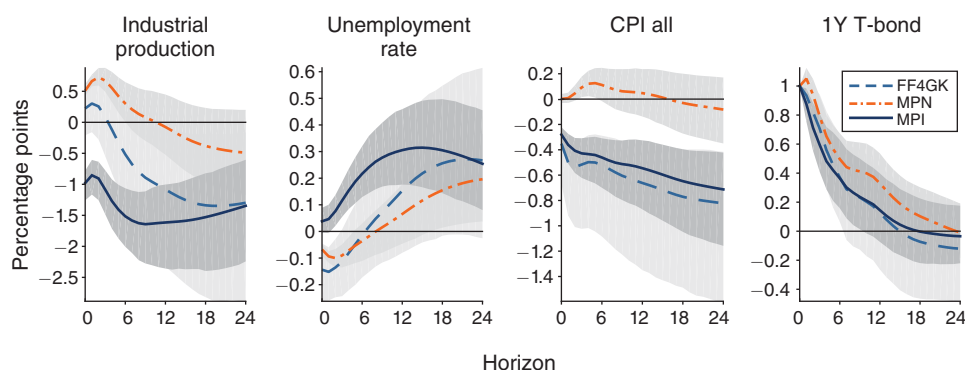 Industrial
production
Unemployment
rate
CPI all
1Y T-bond
Percentage points
0.5
0
−0.5
−1
−1.5
−2
−2.5
0 6 12 18 24
0.6
0.4
0.3
0.2
0.1
0
−0.1
−0.2
0 6 12 18 24
0.2
0
−0.2
−0.4
−0.6
−0.8
−1
−1.2
−1.4
0 6 12 18 24
1
0.8
0.6
0.4
0.2
0
−0.2
−0.4
0 6 12 18 24
FF4GK
MPN
MPI
Horizon